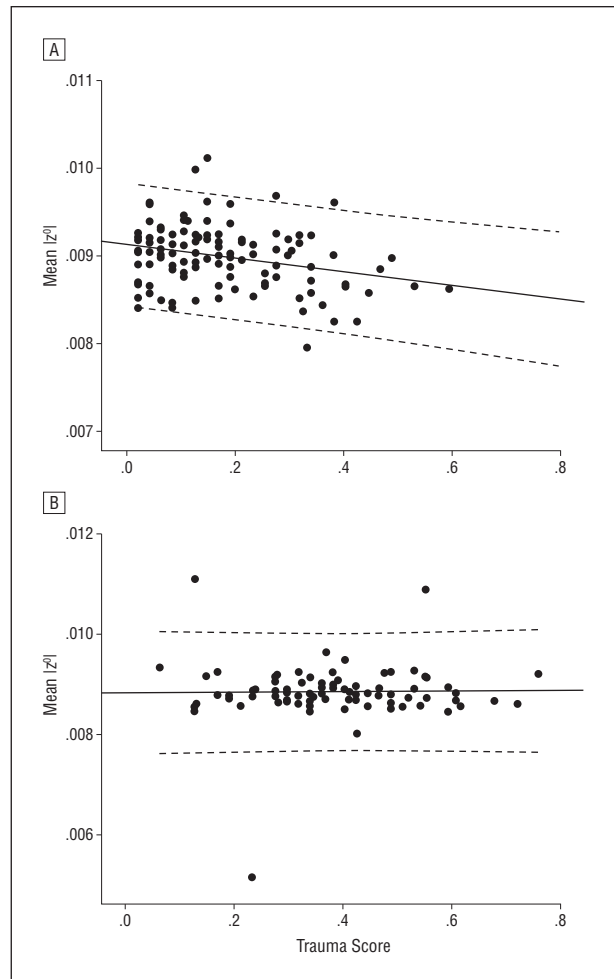 A
.011
.010
.009
.008
.007
Mean |z⁰|
.0 .2 .4 .6 .8
B
.012
.010
.008
.006
Mean |z⁰|
.0 .2 .4 .6 .8
Trauma Score